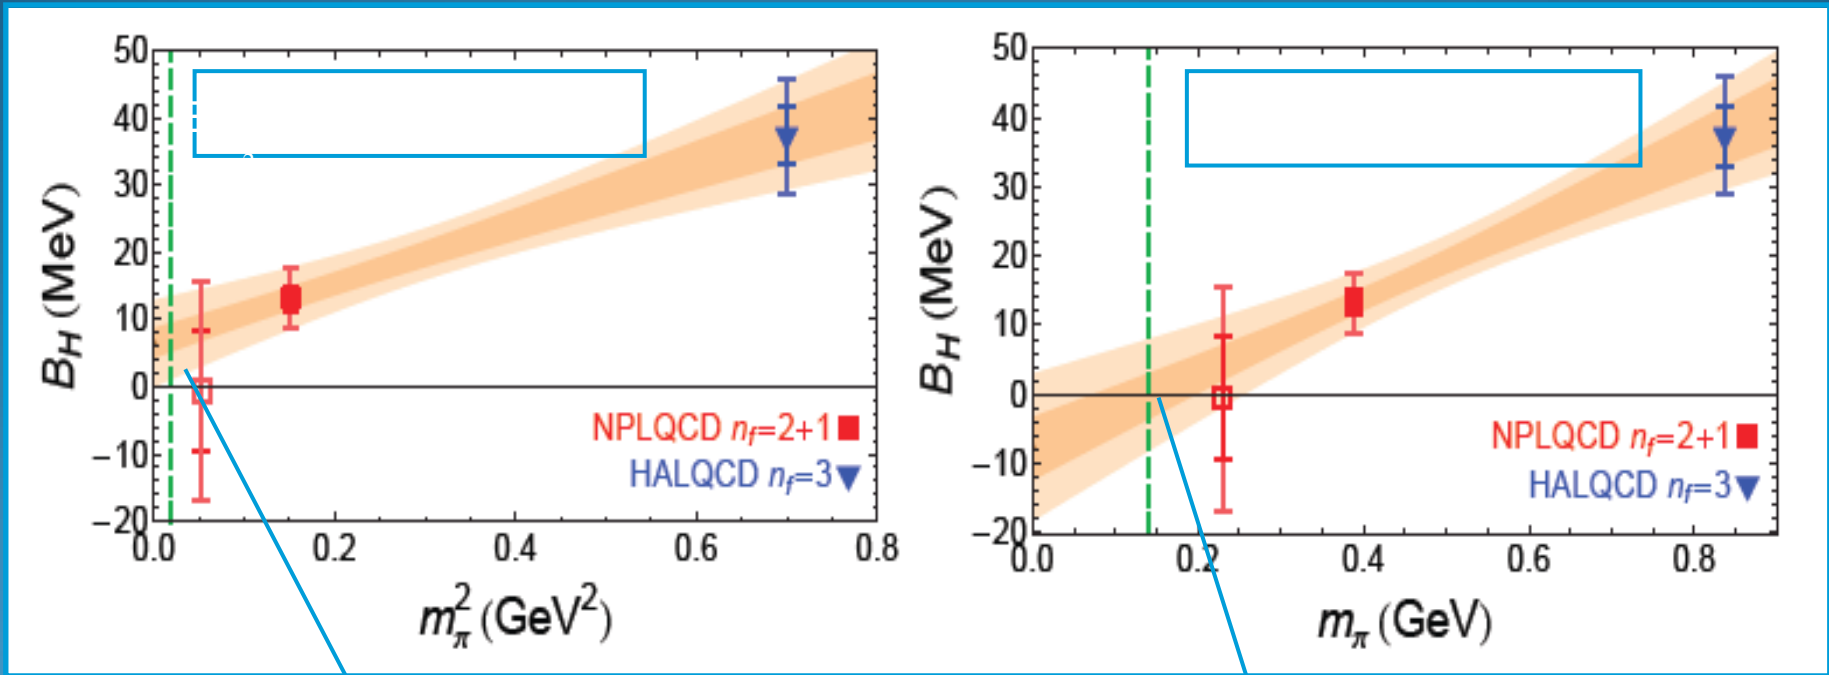 50
40
30
20
10
0
−10
−20
B_H (MeV)
NPLQCD n_f=2+1
HALQCD n_f=3
0.0 0.2 0.4 0.6 0.8
m_π^2 (GeV^2)
50
40
30
20
10
0
−10
−20
B_H (MeV)
NPLQCD n_f=2+1
HALQCD n_f=3
0.0 0.2 0.4 0.6 0.8
m_π (GeV)